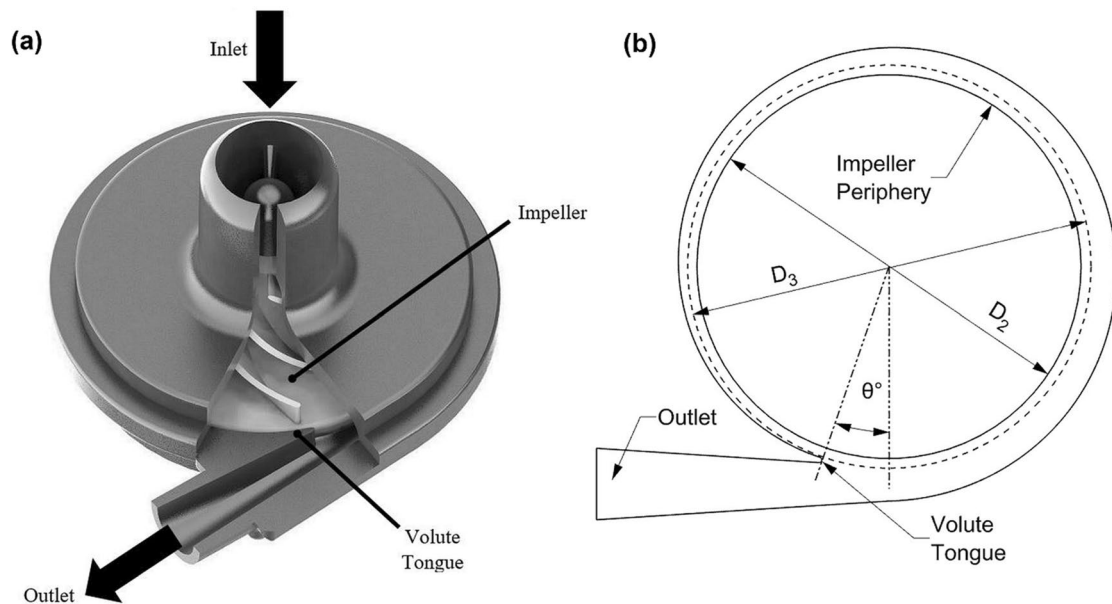 (a)
Inlet
Impeller
Volute
Tongue
Outlet
(b)
Impeller
Periphery
D3
D2
θ°
Outlet
Volute
Tongue